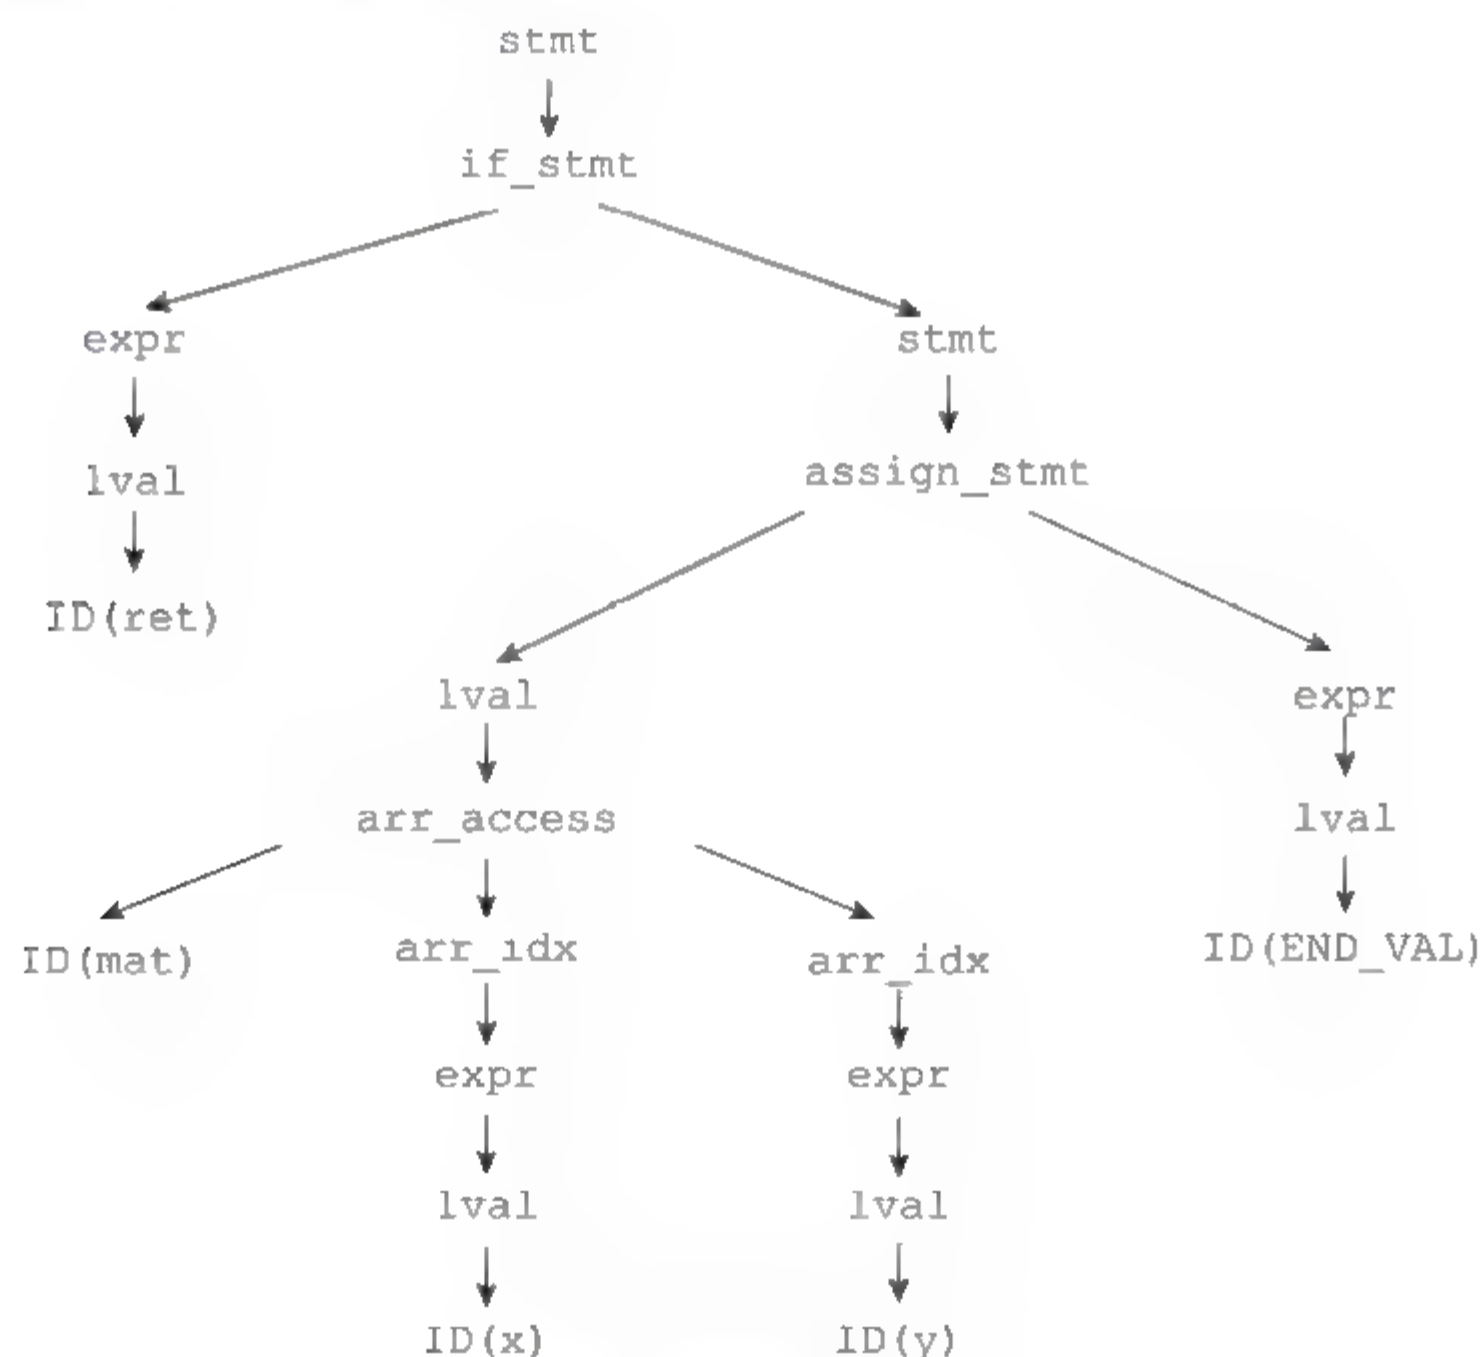 stmt
if_stmt
expr
stmt
lval
assign_stmt
ID(ret)
lval
expr
arr_access
lval
ID(mat)
arr_idx
arr_idx
ID(END_VAL)
expr
expr
lval
lval
ID(x)
ID(y)